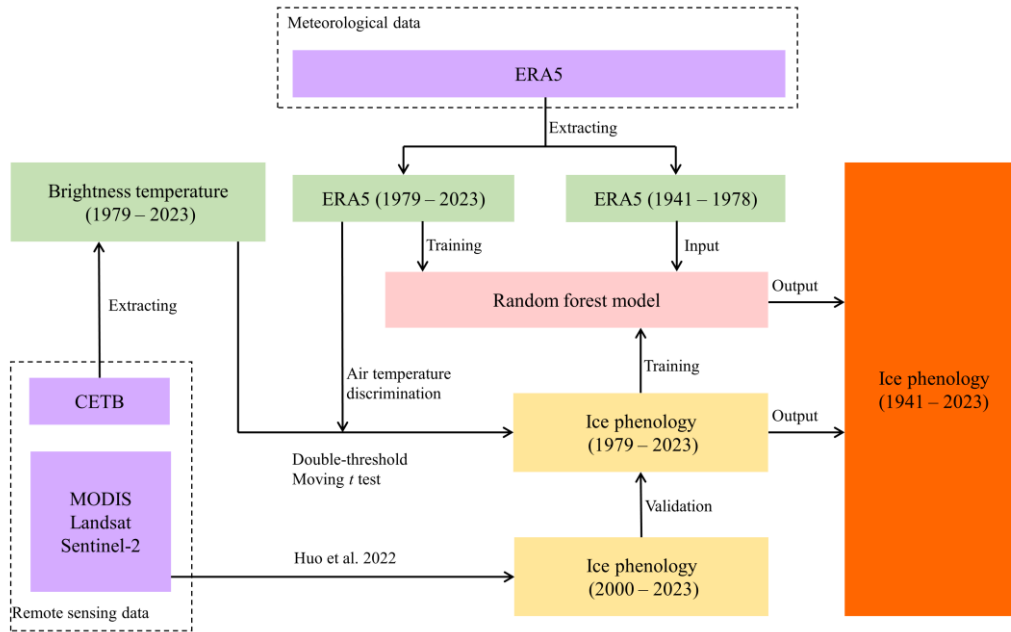 Meteorological data
ERA5
Extracting
Brightness temperature
(1979 – 2023)
ERA5 (1979 – 2023)
ERA5 (1941 – 1978)
Training
Input
Random forest model
Output
Extracting
Air temperature
discrimination
Training
CETB
Ice phenology
(1979 – 2023)
Output
Ice phenology
(1941 – 2023)
Double-threshold
Moving t test
MODIS
Landsat
Sentinel-2
Validation
Huo et al. 2022
Ice phenology
(2000 – 2023)
Remote sensing data